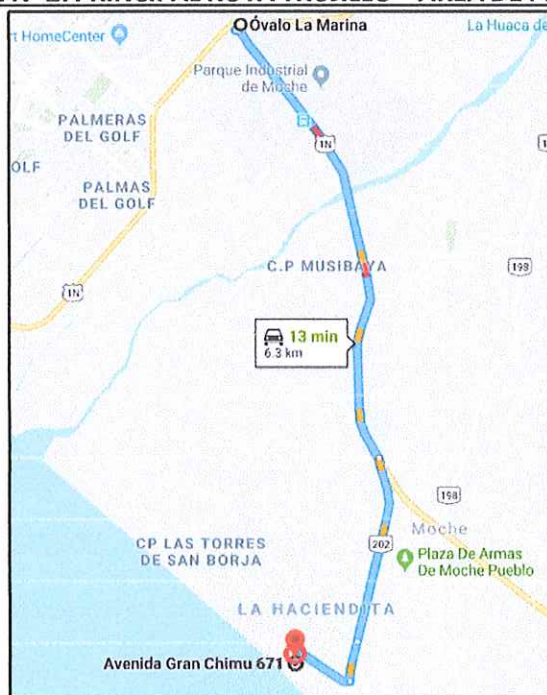 Óvalo La Marina
La Huaca de
rt HomeCenter
Parque Industrial
de Moche
PALMERAS
DEL GOLF
1N
OLF
PALMAS
DEL GOLF
C.P MUSIBAYA
198
1N
13 min
6.3 km
198
Moche
CP LAS TORRES
DE SAN BORJA
202
Plaza De Armas
De Moche Pueblo
LA HACIENDITA
Avenida Gran Chimu 671